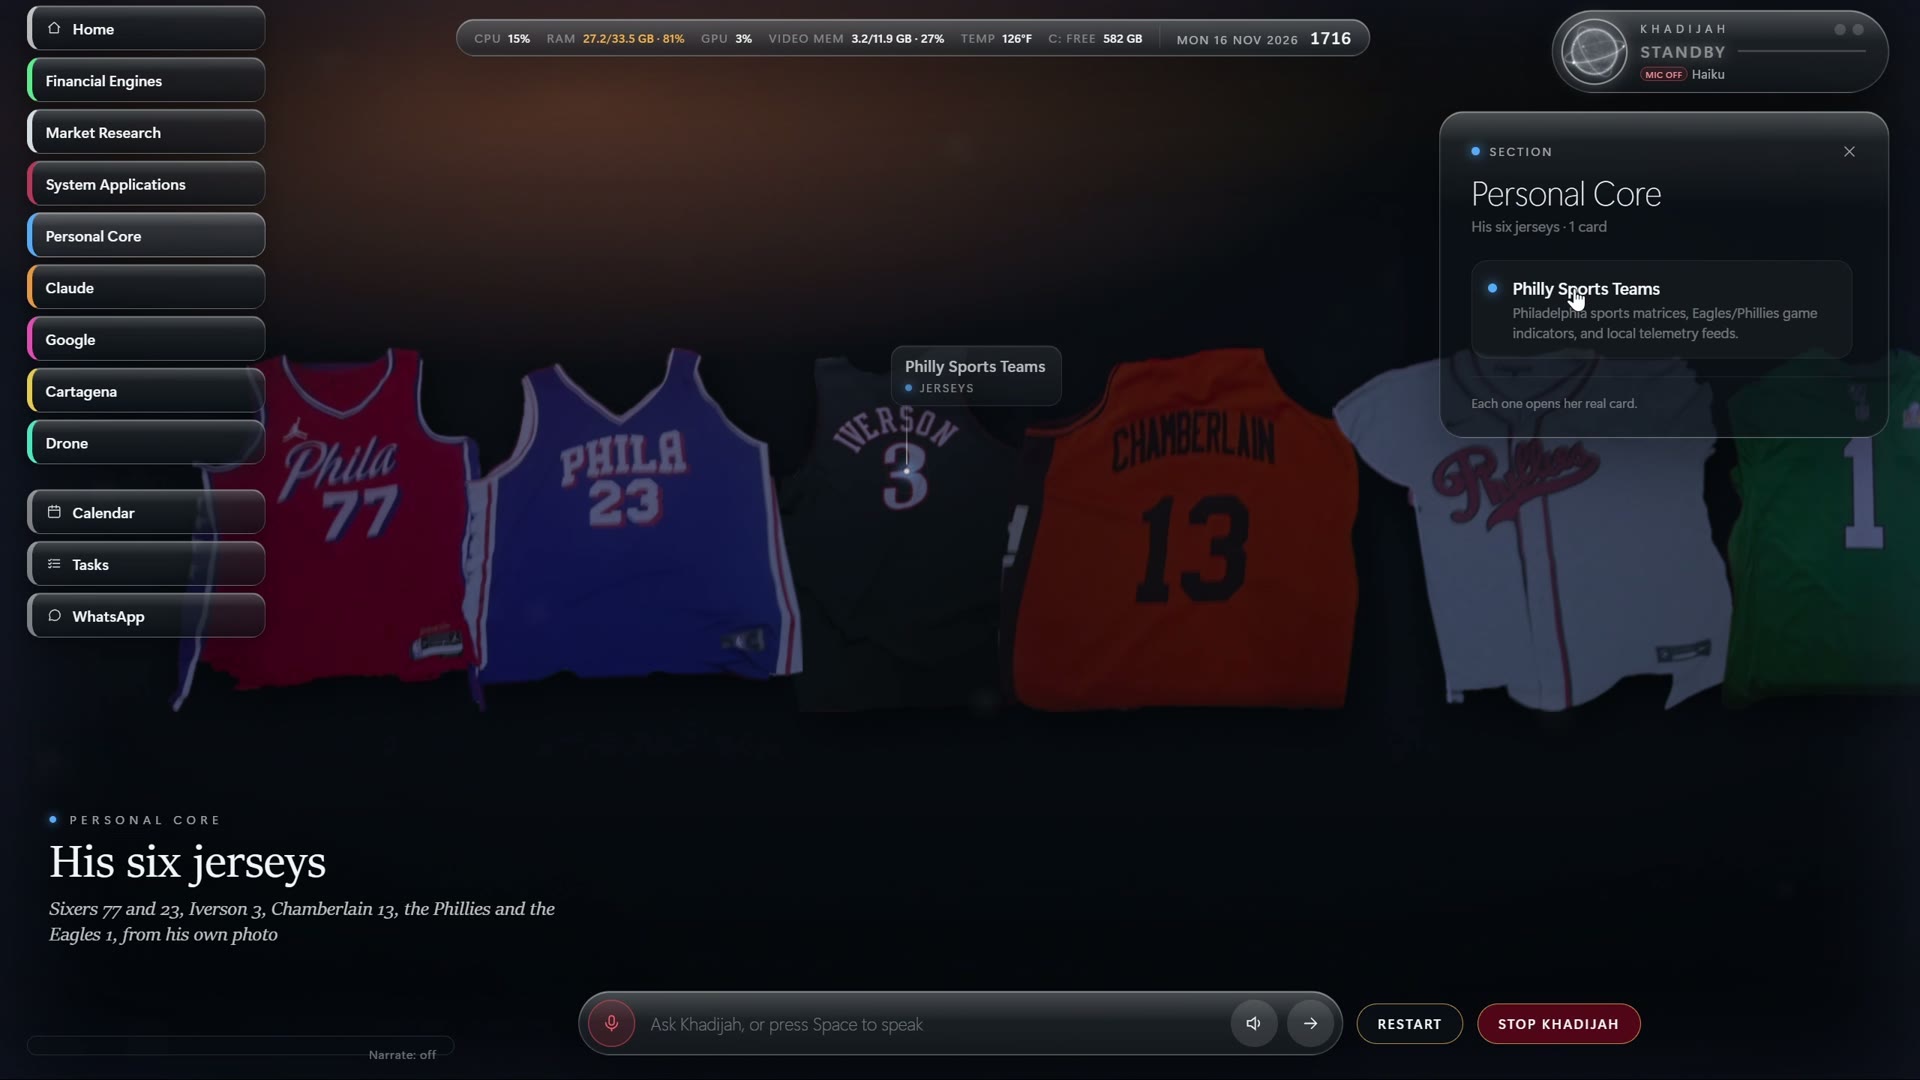 Home
Financial Engines
Market Research
System Applications
Personal Core
Claude
Google
Cartagena
Drone
Calendar
Tasks
WhatsApp
CPU 15% RAM 27.2/33.5 GB · 81% GPU 3% VIDEO MEM 3.2/11.9 GB · 27% TEMP 126°F C: FREE 582 GB MON 16 NOV 2026 1716
KHADIJAH
STANDBY
MIC OFF Haiku
SECTION
Personal Core
His six jerseys · 1 card
Philly Sports Teams
Philadelphia sports matrices, Eagles/Phillies game
indicators, and local telemetry feeds.
Each one opens her real card.
Philly Sports Teams
JERSEYS
Phila
77
PHILA
23
IVERSON
3
CHAMBERLAIN
13
Phillies
1
PERSONAL CORE
His six jerseys
Sixers 77 and 23, Iverson 3, Chamberlain 13, the Phillies and the
Eagles 1, from his own photo
Ask Khadijah, or press Space to speak
RESTART
STOP KHADIJAH
Narrate: off